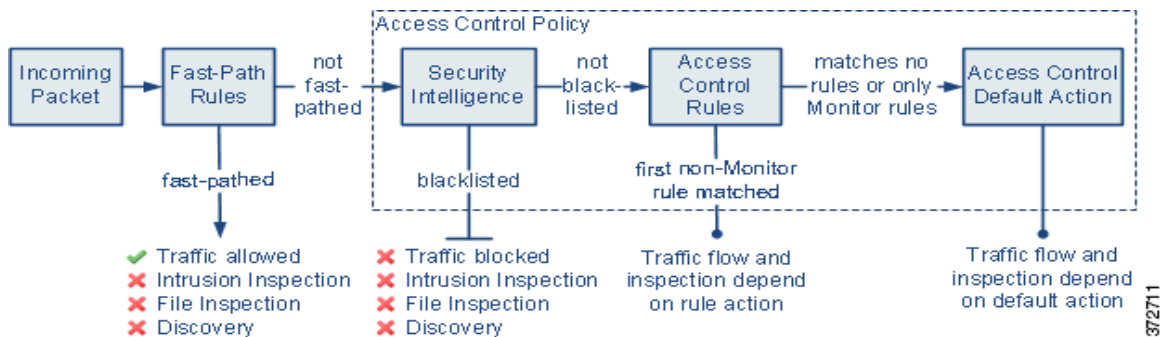 Access Control Policy
Incoming
Packet
Fast-Path
Rules
not
fast-
pathed
Security
Intelligence
not
black-
listed
Access
Control
Rules
matches no
rules or only
Monitor rules
Access Control
Default Action
fast-pathed
blacklisted
first non-Monitor
rule matched
Traffic allowed
Intrusion Inspection
File Inspection
Discovery
Traffic blocked
Intrusion Inspection
File Inspection
Discovery
Traffic flow and
inspection depend
on rule action
Traffic flow and
inspection depend
on default action
372711